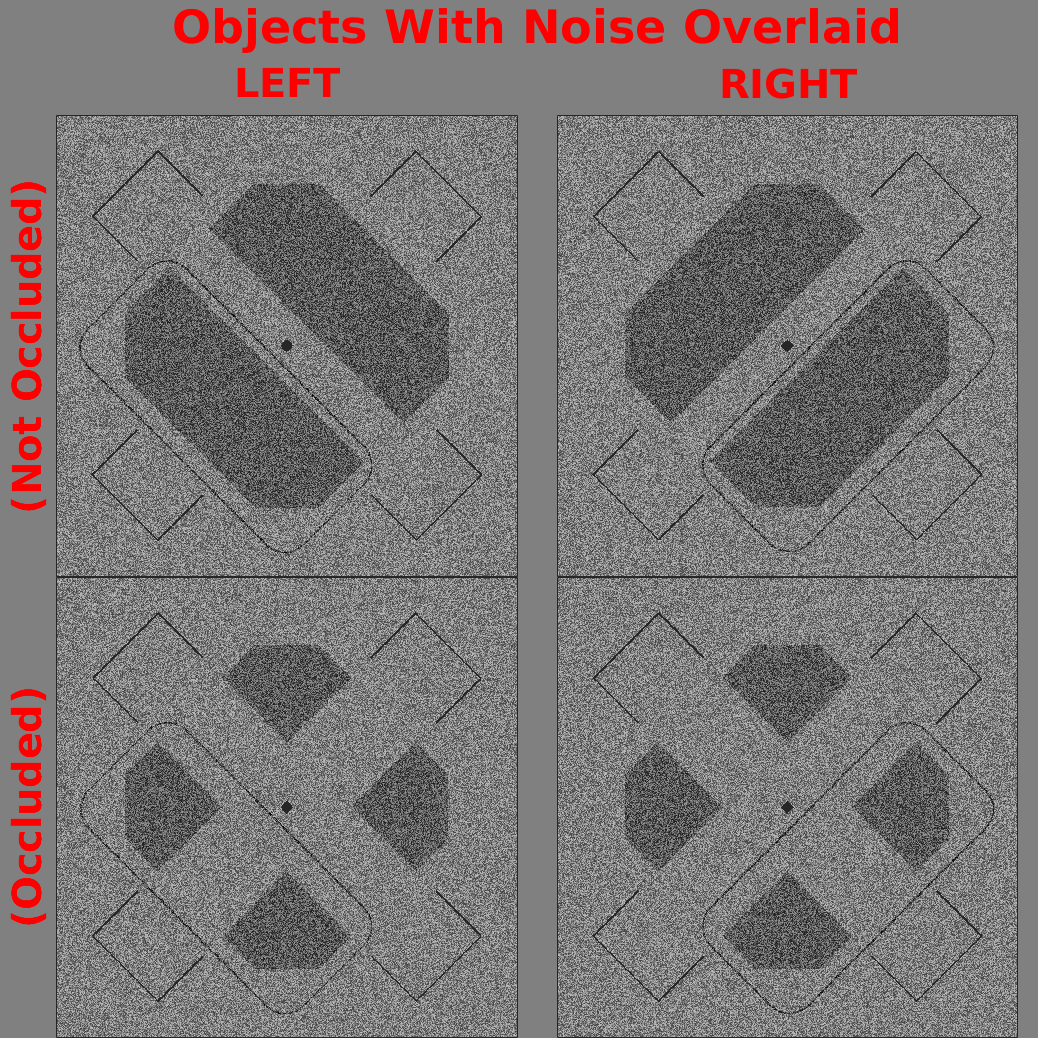 Objects With Noise Overlaid
LEFT
RIGHT
(Not Occluded)
(Occluded)